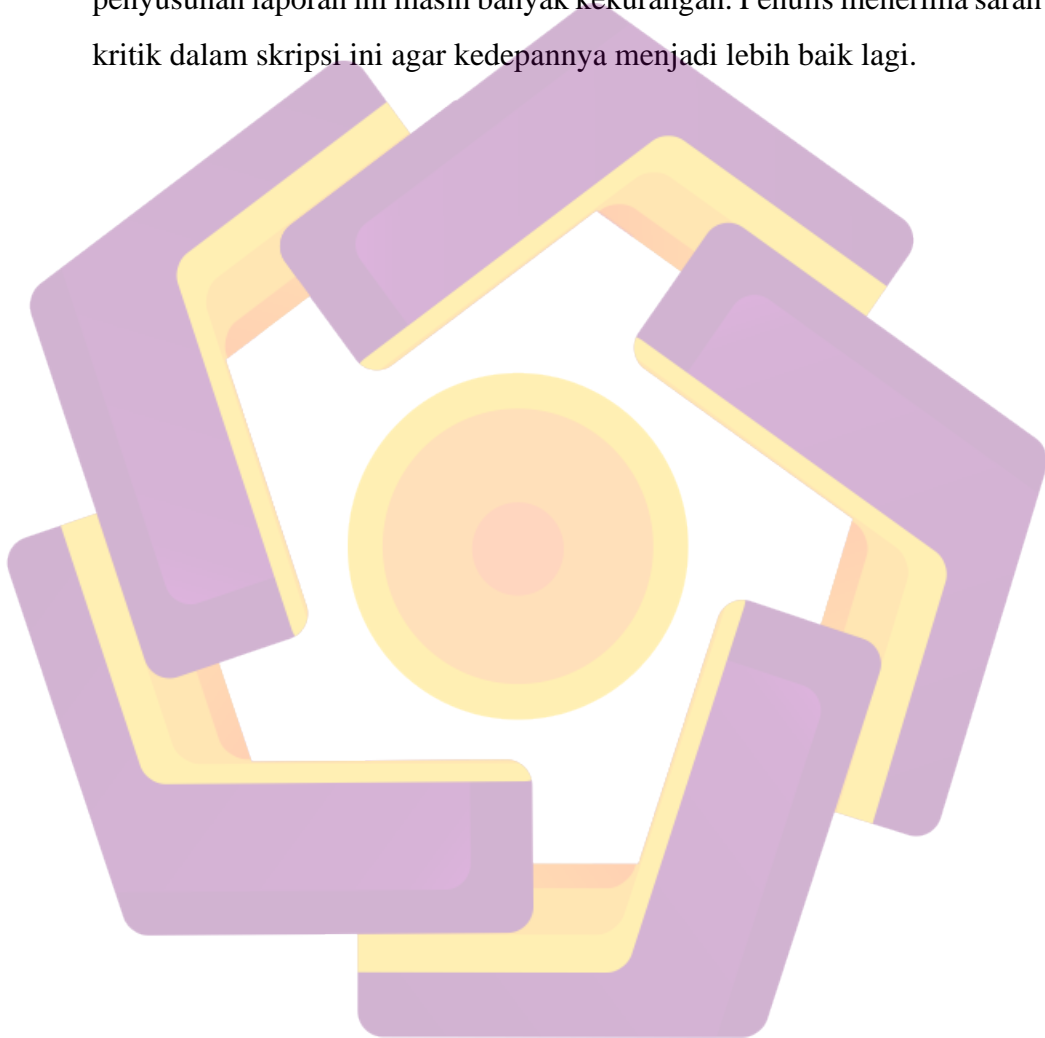 penyusunan laporan ini masih banyak kekurangan. Penulis menerima saran
kritik dalam skripsi ini agar kedepannya menjadi lebih baik lagi.